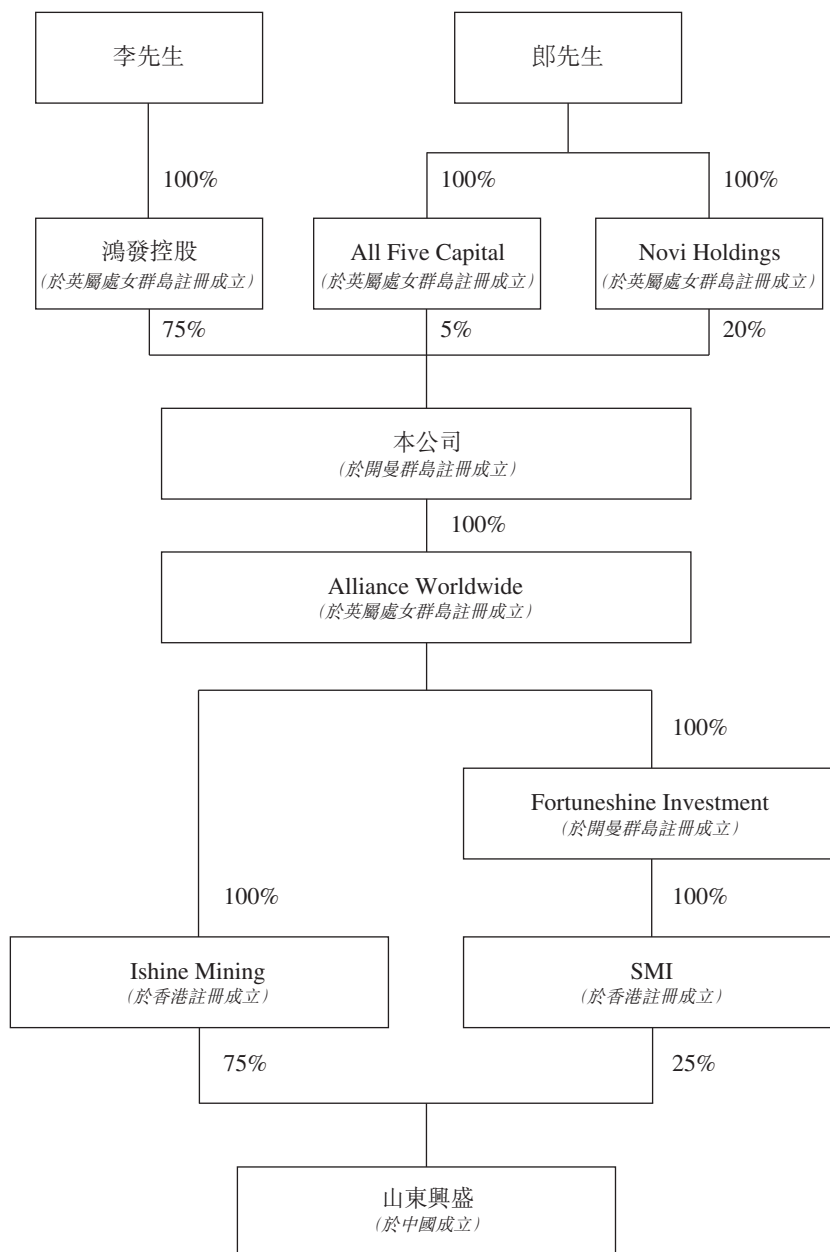 李先生
郎先生
100%
100%
100%
鴻發控股
(於英屬處女群島註冊成立)
All Five Capital
(於英屬處女群島註冊成立)
Novi Holdings
(於英屬處女群島註冊成立)
75%
5%
20%
本公司
(於開曼群島註冊成立)
100%
Alliance Worldwide
(於英屬處女群島註冊成立)
100%
Fortuneshine Investment
(於開曼群島註冊成立)
100%
100%
Ishine Mining
(於香港註冊成立)
SMI
(於香港註冊成立)
75%
25%
山東興盛
(於中國成立)